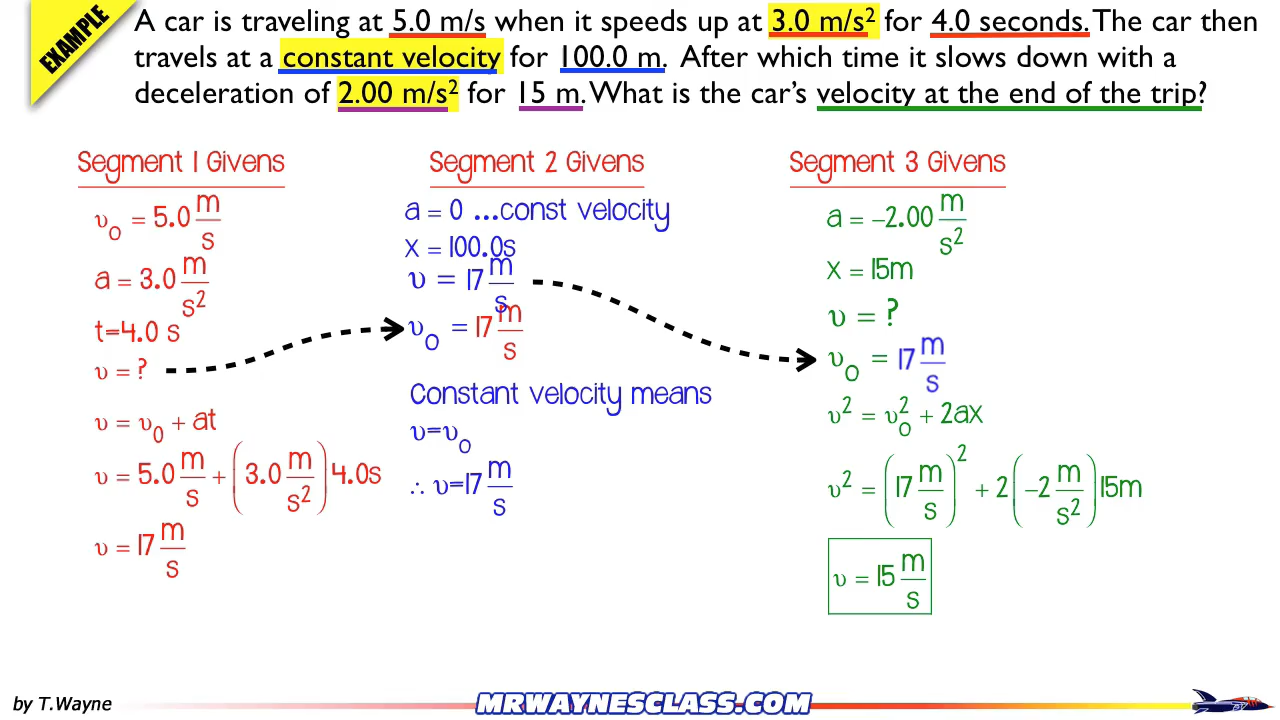 EXAMPLE
A car is traveling at 5.0 m/s when it speeds up at 3.0 m/s² for 4.0 seconds. The car then
travels at a constant velocity for 100.0 m. After which time it slows down with a
deceleration of 2.00 m/s² for 15 m. What is the car's velocity at the end of the trip?
Segment 1 Givens
υ₀ = 5.0 m/s
a = 3.0 m/s²
t=4.0 s
υ = ?
υ = υ₀ + at
υ = 5.0 m/s + (3.0 m/s²) 4.0s
υ = 17 m/s
Segment 2 Givens
a = 0 ...const velocity
x = 100.0s
υ = 17 m/s
υ₀ = 17 m/s
Constant velocity means
υ=υ₀
∴ υ=17 m/s
Segment 3 Givens
a = −2.00 m/s²
x = 15m
υ = ?
υ₀ = 17 m/s
υ² = υ₀² + 2ax
υ² = (17 m/s)² + 2(−2 m/s²)15m
υ = 15 m/s
by T.Wayne
MRWAYNESCLASS.COM